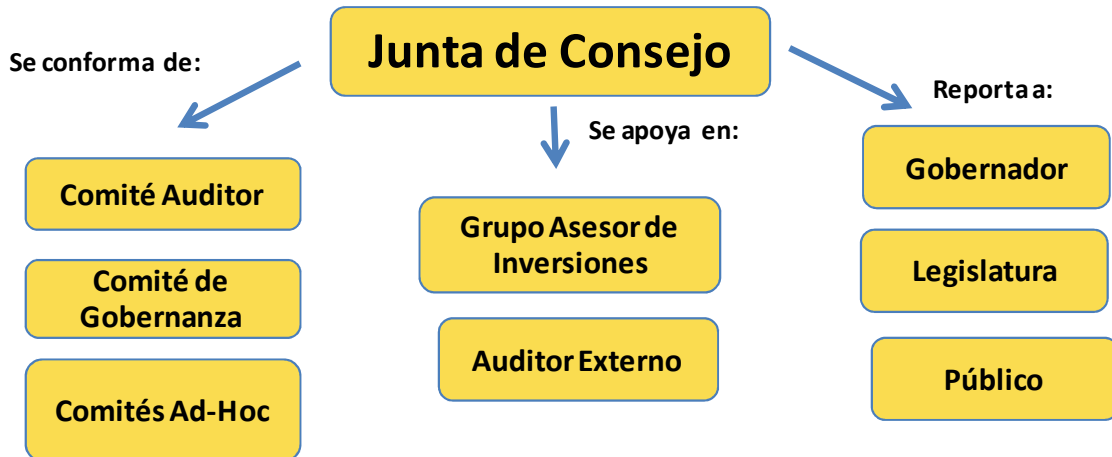 Junta de Consejo
Se conforma de:
Comité Auditor
Comité de
Gobernanza
Comités Ad-Hoc
Se apoya en:
Grupo Asesor de
Inversiones
Auditor Externo
Reporta a:
Gobernador
Legislatura
Público